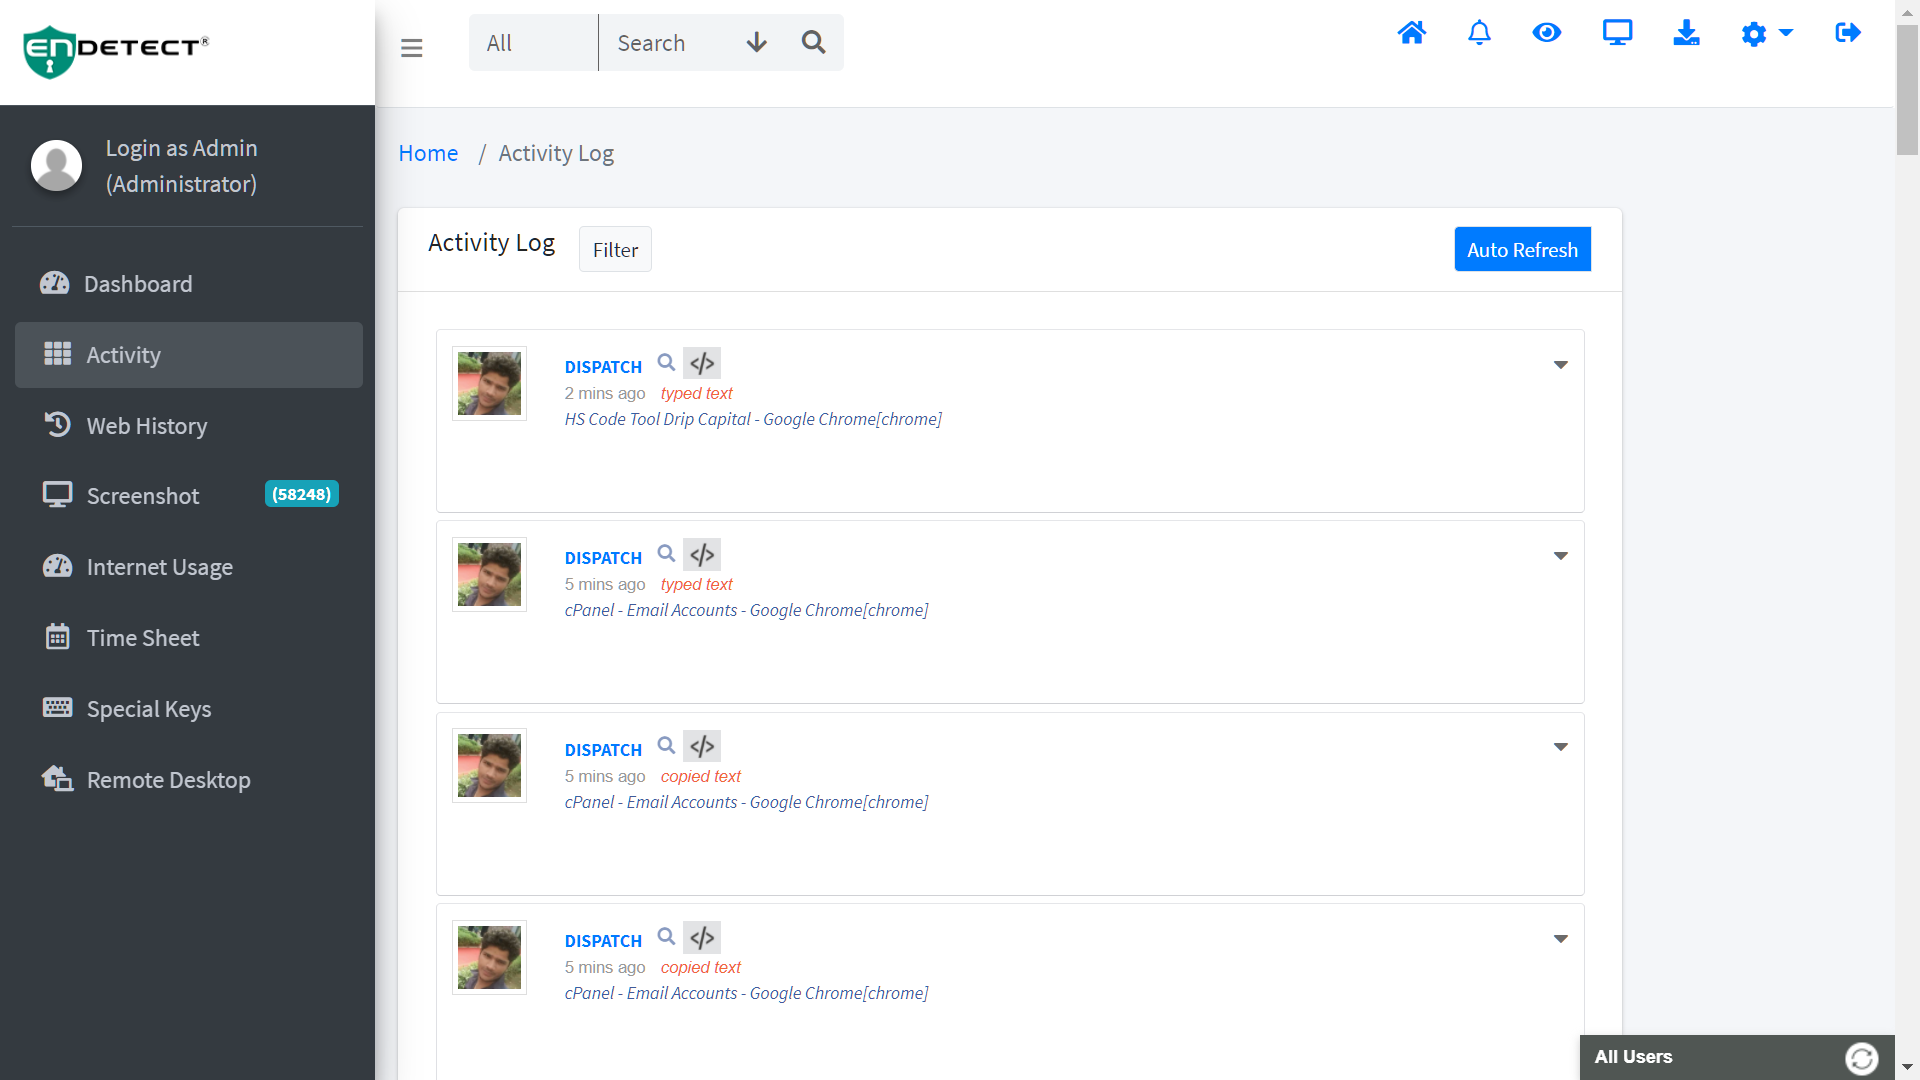 ENDETECT®
All
Search
Login as Admin
(Administrator)
Dashboard
Activity
Web History
Screenshot (58248)
Internet Usage
Time Sheet
Special Keys
Remote Desktop
Home / Activity Log
Activity Log
Filter
Auto Refresh
DISPATCH </>
2 mins ago typed text
HS Code Tool Drip Capital - Google Chrome[chrome]
DISPATCH </>
5 mins ago typed text
cPanel - Email Accounts - Google Chrome[chrome]
DISPATCH </>
5 mins ago copied text
cPanel - Email Accounts - Google Chrome[chrome]
DISPATCH </>
5 mins ago copied text
cPanel - Email Accounts - Google Chrome[chrome]
All Users